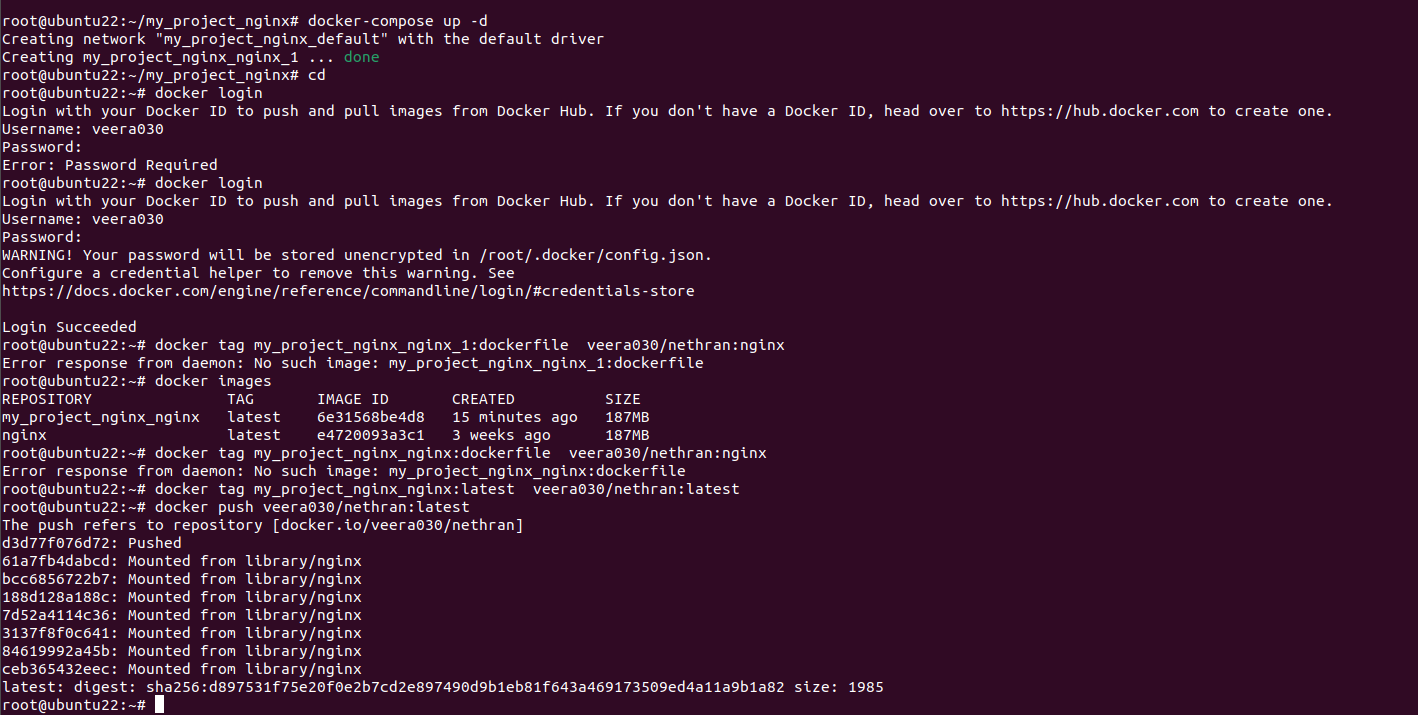 root@ubuntu22:~/my_project_nginx# docker-compose up -d
Creating network "my_project_nginx_default" with the default driver
Creating my_project_nginx_nginx_1 ... done
root@ubuntu22:~/my_project_nginx# cd
root@ubuntu22:~# docker login
Login with your Docker ID to push and pull images from Docker Hub. If you don't have a Docker ID, head over to https://hub.docker.com to create one.
Username: veera030
Password:
Error: Password Required
root@ubuntu22:~# docker login
Login with your Docker ID to push and pull images from Docker Hub. If you don't have a Docker ID, head over to https://hub.docker.com to create one.
Username: veera030
Password:
WARNING! Your password will be stored unencrypted in /root/.docker/config.json.
Configure a credential helper to remove this warning. See
https://docs.docker.com/engine/reference/commandline/login/#credentials-store

Login Succeeded
root@ubuntu22:~# docker tag my_project_nginx_nginx_1:dockerfile  veera030/nethran:nginx
Error response from daemon: No such image: my_project_nginx_nginx_1:dockerfile
root@ubuntu22:~# docker images
REPOSITORY               TAG       IMAGE ID       CREATED          SIZE
my_project_nginx_nginx   latest    6e31568be4d8   15 minutes ago   187MB
nginx                    latest    e4720093a3c1   3 weeks ago      187MB
root@ubuntu22:~# docker tag my_project_nginx_nginx:dockerfile  veera030/nethran:nginx
Error response from daemon: No such image: my_project_nginx_nginx:dockerfile
root@ubuntu22:~# docker tag my_project_nginx_nginx:latest  veera030/nethran:latest
root@ubuntu22:~# docker push veera030/nethran:latest
The push refers to repository [docker.io/veera030/nethran]
d3d77f076d72: Pushed
61a7fb4dabcd: Mounted from library/nginx
bcc6856722b7: Mounted from library/nginx
188d128a188c: Mounted from library/nginx
7d52a4114c36: Mounted from library/nginx
3137f8f0c641: Mounted from library/nginx
84619992a45b: Mounted from library/nginx
ceb365432eec: Mounted from library/nginx
latest: digest: sha256:d897531f75e20f0e2b7cd2e897490d9b1eb81f643a469173509ed4a11a9b1a82 size: 1985
root@ubuntu22:~#